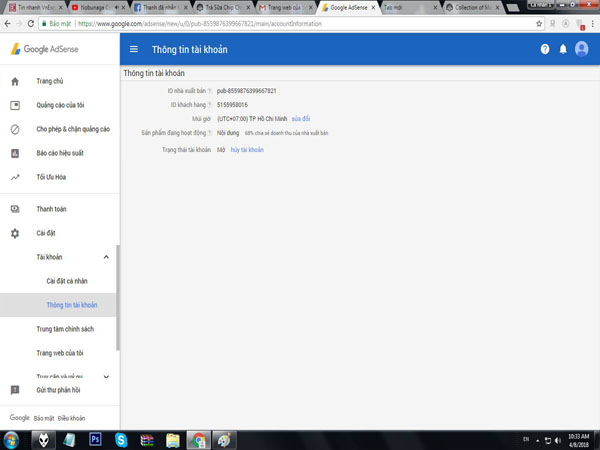 Tin nhắn VnEx
Nobunaga Conc
Thanh đã nhắn
Trà Sữa Chip Chi
Trang web của b
Google AdSense
Tab mới
Collection of M
Bảo mật https://www.google.com/adsense/new/u/0/pub-8559876399667821/main/accountInformation
Google AdSense
Thông tin tài khoản
Thông tin tài khoản
Trang chủ
Quảng cáo của tôi
Cho phép & chặn quảng cáo
Báo cáo hiệu suất
Tối Ưu Hóa
Thanh toán
Cài đặt
Tài khoản
Cài đặt cá nhân
Thông tin tài khoản
Trung tâm chính sách
Trang web của tôi
Truy cập và uỷ qu
Gửi thư phản hồi
Google Bảo mật Điều khoản
ID nhà xuất bản pub-8559876399667821
ID khách hàng 5155958016
Múi giờ (UTC+07:00) TP Hồ Chí Minh sửa đổi
Sản phẩm đang hoạt động Nội dung 68% chia sẻ doanh thu của nhà xuất bản
Trạng thái tài khoản Mở hủy tài khoản
EN
10:33 AM
4/8/2018